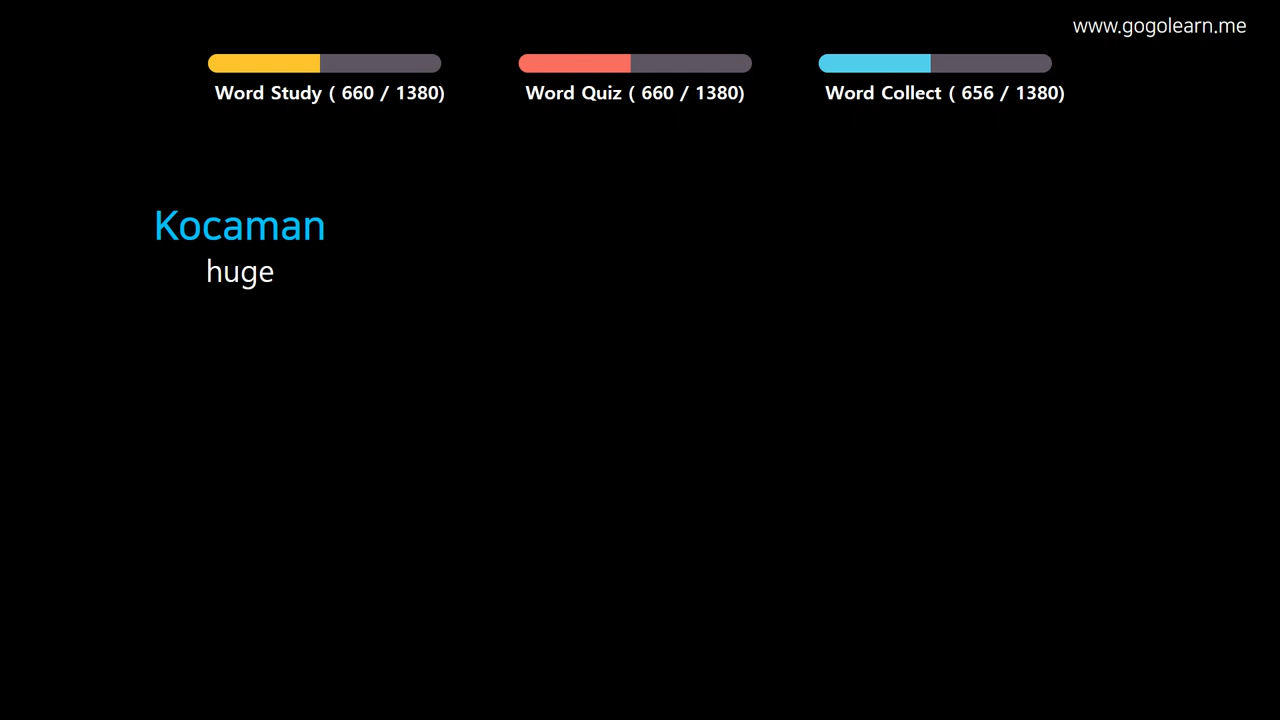 www.gogolearn.me
Word Study ( 660 / 1380)
Word Quiz ( 660 / 1380)
Word Collect ( 656 / 1380)
Kocaman
huge